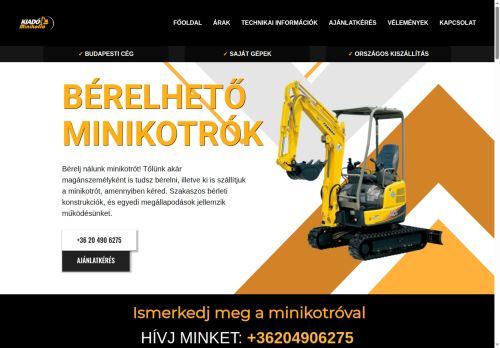 KIADÓ
Minikotró
FŐOLDAL
ÁRAK
TECHNIKAI INFORMÁCIÓK
AJÁNLATKÉRÉS
VÉLEMÉNYEK
KAPCSOLAT
✓ BUDAPESTI CÉG
✓ SAJÁT GÉPEK
✓ ORSZÁGOS KISZÁLLÍTÁS
BÉRELHETŐ
MINIKOTRÓK
Bérelj nálunk minikotrót! Tőlünk akár
magánszemélyként is tudsz bérelni, illetve ki is szállítjuk
a minikotrót, amennyiben kéred. Szakaszos bérleti
konstrukciók, és egyedi megállapodások jellemzik
működésünket.
+36 20 490 6275
AJÁNLATKÉRÉS
Ismerkedj meg a minikotróval
HÍVJ MINKET: +36204906275